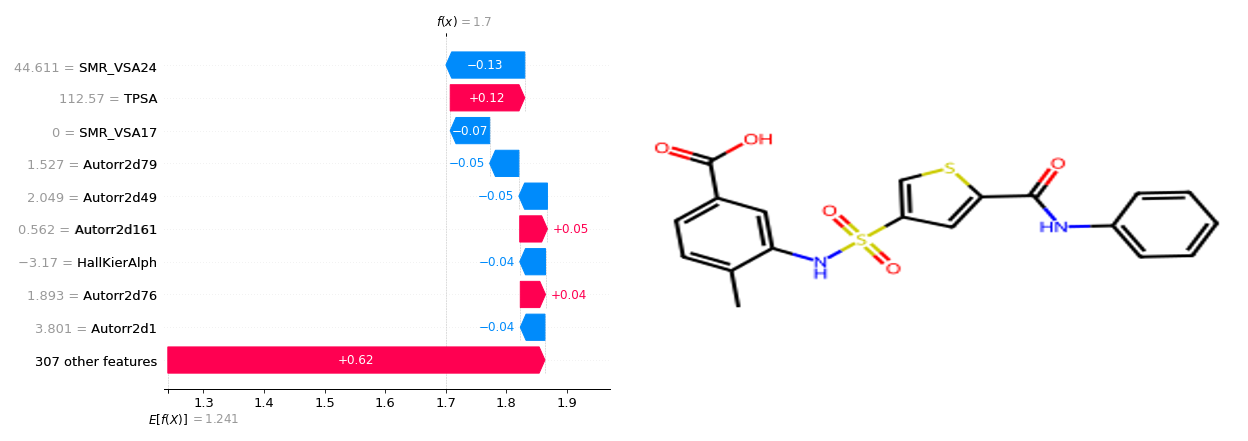 f(x) = 1.7
44.611 = SMR_VSA24
−0.13
112.57 = TPSA
+0.12
0 = SMR_VSA17
−0.07
1.527 = Autorr2d79
−0.05
2.049 = Autorr2d49
−0.05
0.562 = Autorr2d161
+0.05
−3.17 = HallKierAlph
−0.04
1.893 = Autorr2d76
+0.04
3.801 = Autorr2d1
−0.04
307 other features
+0.62
1.3 1.4 1.5 1.6 1.7 1.8 1.9
E[f(X)] = 1.241
O
OH
S
O
O
HN
S
N
H
O